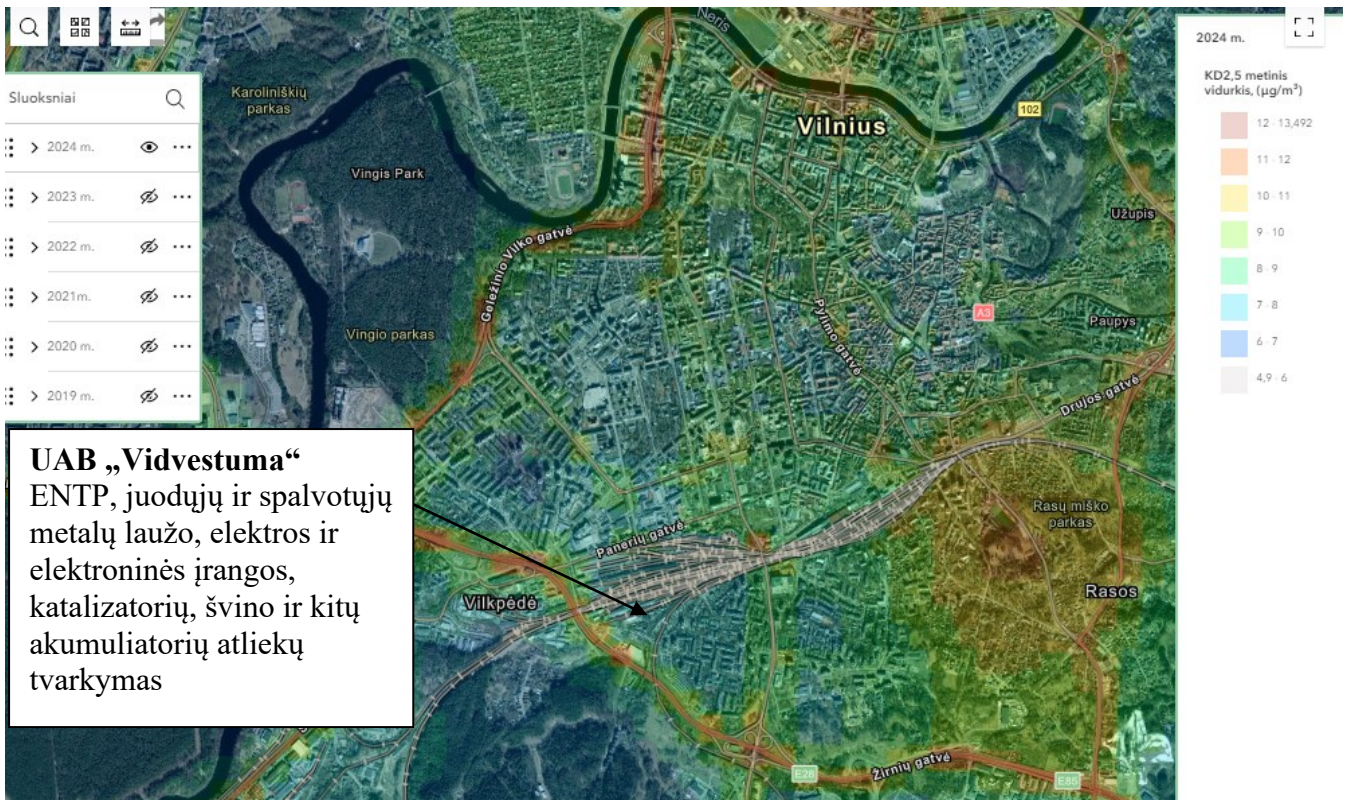 Sluoksniai
2024 m.
2023 m.
2022 m.
2021m.
2020 m.
2019 m.
UAB „Vidvestuma“
ENTP, juodųjų ir spalvotųjų
metalų laužo, elektros ir
elektroninės įrangos,
katalizatorių, švino ir kitų
akumuliatorių atliekų
tvarkymas
Karoliniškių
parkas
Vingis Park
Vingio parkas
Geležinio Vilko gatvė
Neris
Vilnius
102
Užupis
A3
Paupys
Pylimo gatvė
Drujos gatvė
Rasų miško
parkas
Rasos
Panerių gatvė
Vilkpėdė
E28
Žirnių gatvė
E85
2024 m.
KD2,5 metinis
vidurkis, (µg/m³)
12 - 13,492
11 - 12
10 - 11
9 - 10
8 - 9
7 - 8
6 - 7
4,9 - 6